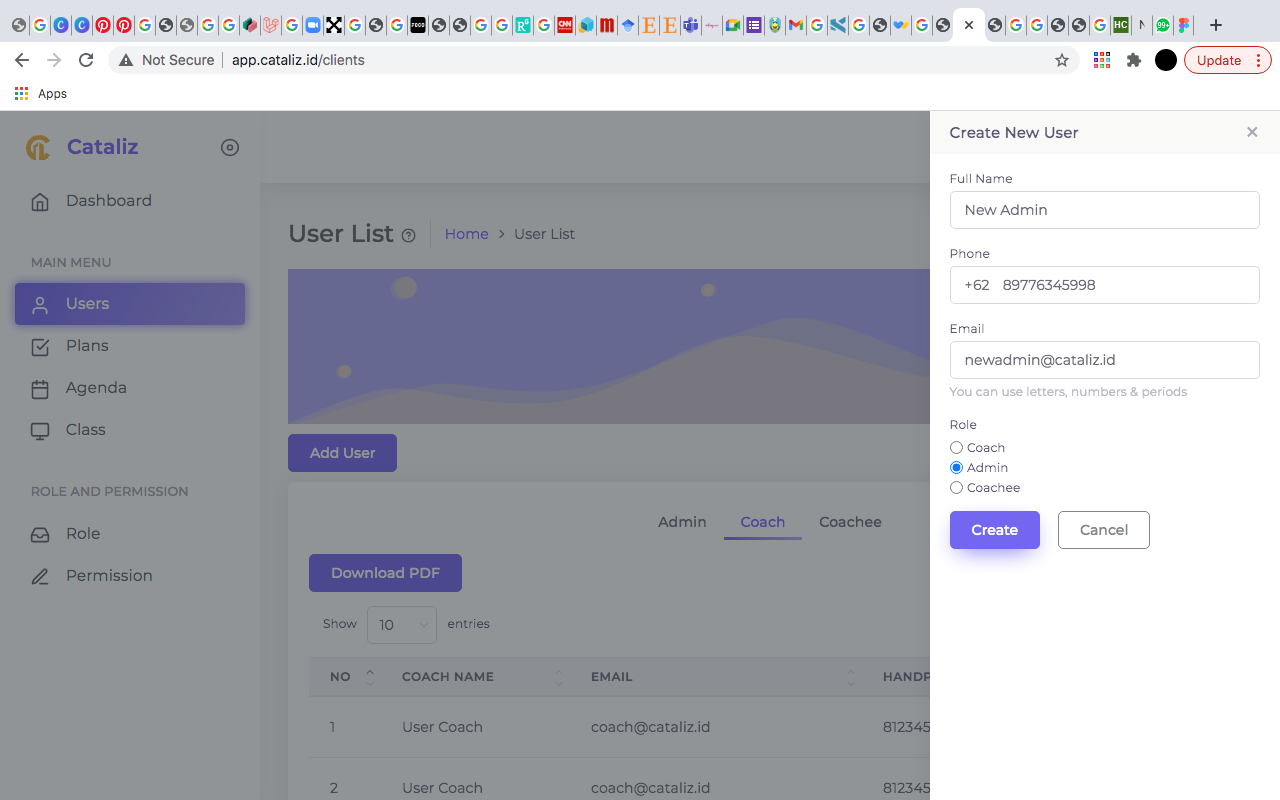 Not Secure app.cataliz.id/clients
Update
Apps
Cataliz
Dashboard
MAIN MENU
Users
Plans
Agenda
Class
ROLE AND PERMISSION
Role
Permission
User List
Home > User List
Add User
Admin Coach Coachee
Download PDF
Show 10 entries
NO COACH NAME EMAIL
1 User Coach coach@cataliz.id 812345
2 User Coach coach@cataliz.id 812345
Create New User
Full Name
New Admin
Phone
+62 89776345998
Email
newadmin@cataliz.id
You can use letters, numbers & periods
Role
Coach
Admin
Coachee
Create Cancel